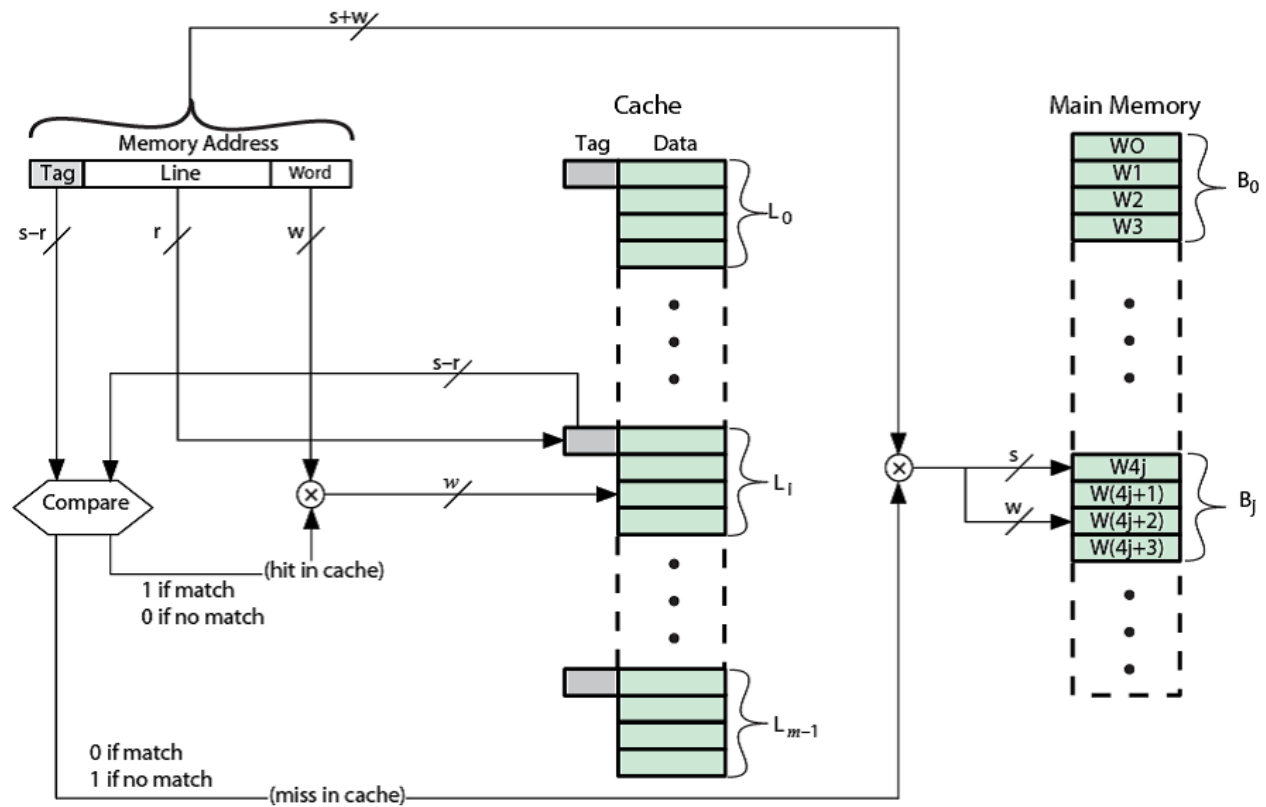 s+w
Cache
Main Memory
Memory Address
Tag
Data
Tag
Line
Word
WO
W1
W2
W3
B0
L0
s–r
r
w
s–r
Compare
w
Li
s
w
W4j
W(4j+1)
W(4j+2)
W(4j+3)
Bj
(hit in cache)
1 if match
0 if no match
Lm–1
0 if match
1 if no match
(miss in cache)